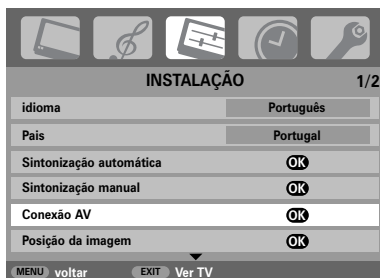 INSTALAÇÃO 1/2
idioma Português
País Portugal
Sintonização automática OK
Sintonização manual OK
Conexão AV OK
Posição da imagem OK
MENU voltar EXIT Ver TV